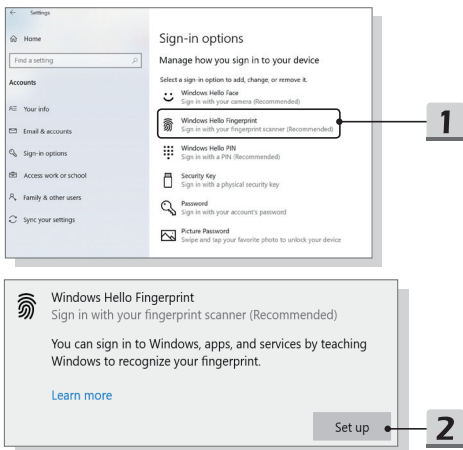 Settings
Home
Find a setting
Accounts
Your info
Email & accounts
Sign-in options
Access work or school
Family & other users
Sync your settings
Sign-in options
Manage how you sign in to your device
Select a sign-in option to add, change, or remove it.
Windows Hello Face
Sign in with your camera (Recommended)
Windows Hello Fingerprint
Sign in with your fingerprint scanner (Recommended)
Windows Hello PIN
Sign in with a PIN (Recommended)
Security Key
Sign in with a physical security key
Password
Sign in with your account's password
Picture Password
Swipe and tap your favorite photo to unlock your device
1
Windows Hello Fingerprint
Sign in with your fingerprint scanner (Recommended)
You can sign in to Windows, apps, and services by teaching
Windows to recognize your fingerprint.
Learn more
Set up
2